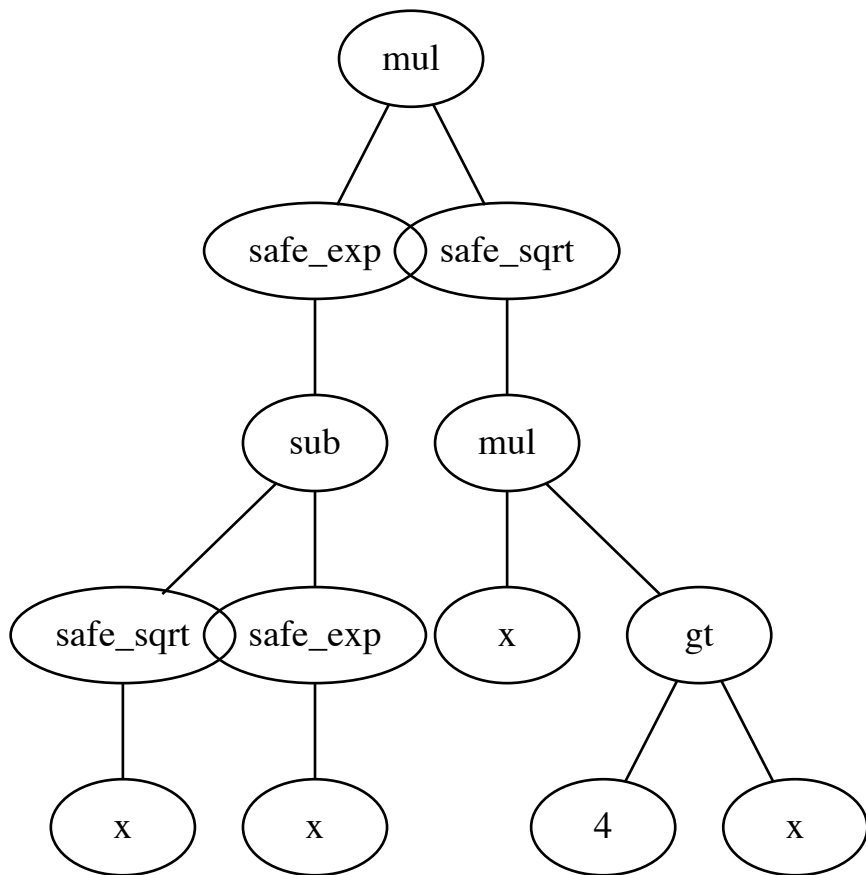 mul
safe_exp safe_sqrt
sub mul
safe_sqrt safe_exp x gt
x x 4 x